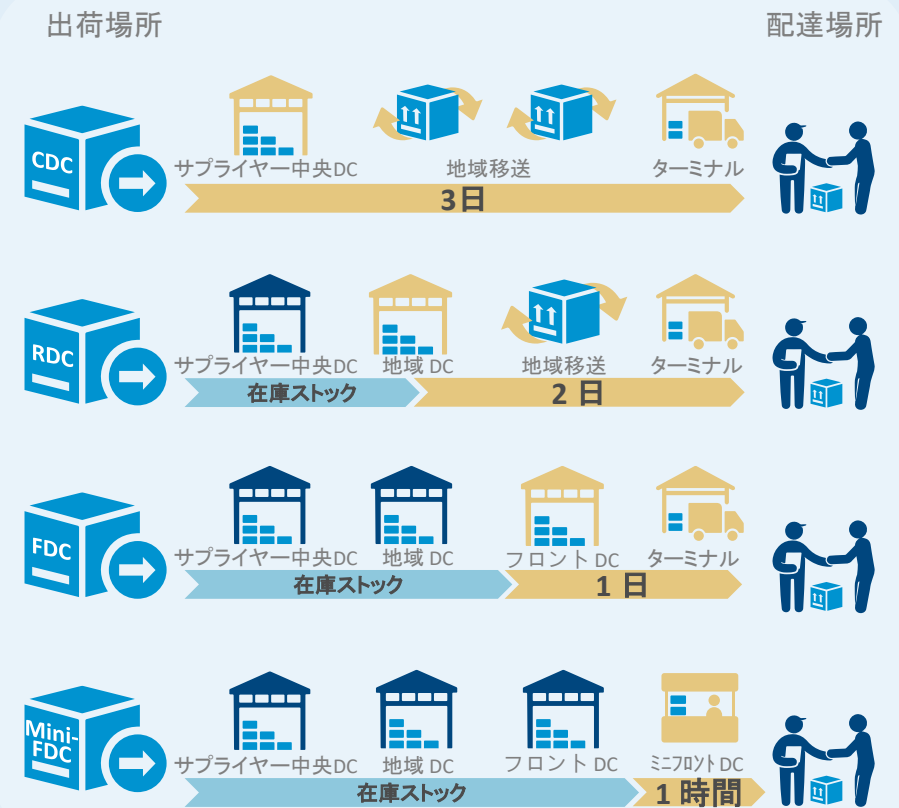 出荷場所
配達場所
CDC
サプライヤー中央DC
地域移送
ターミナル
3日
RDC
サプライヤー中央DC
地域 DC
地域移送
ターミナル
在庫ストック
2 日
FDC
サプライヤー中央DC
地域 DC
フロント DC
ターミナル
在庫ストック
1 日
Mini-
FDC
サプライヤー中央DC
地域 DC
フロント DC
ミニフロント DC
在庫ストック
1 時間